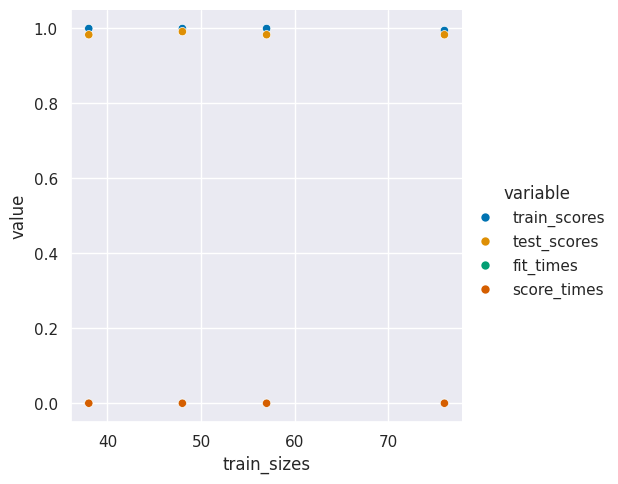 1.0
0.8
0.6
0.4
0.2
0.0
value
40 50 60 70
train_sizes
variable
train_scores
test_scores
fit_times
score_times